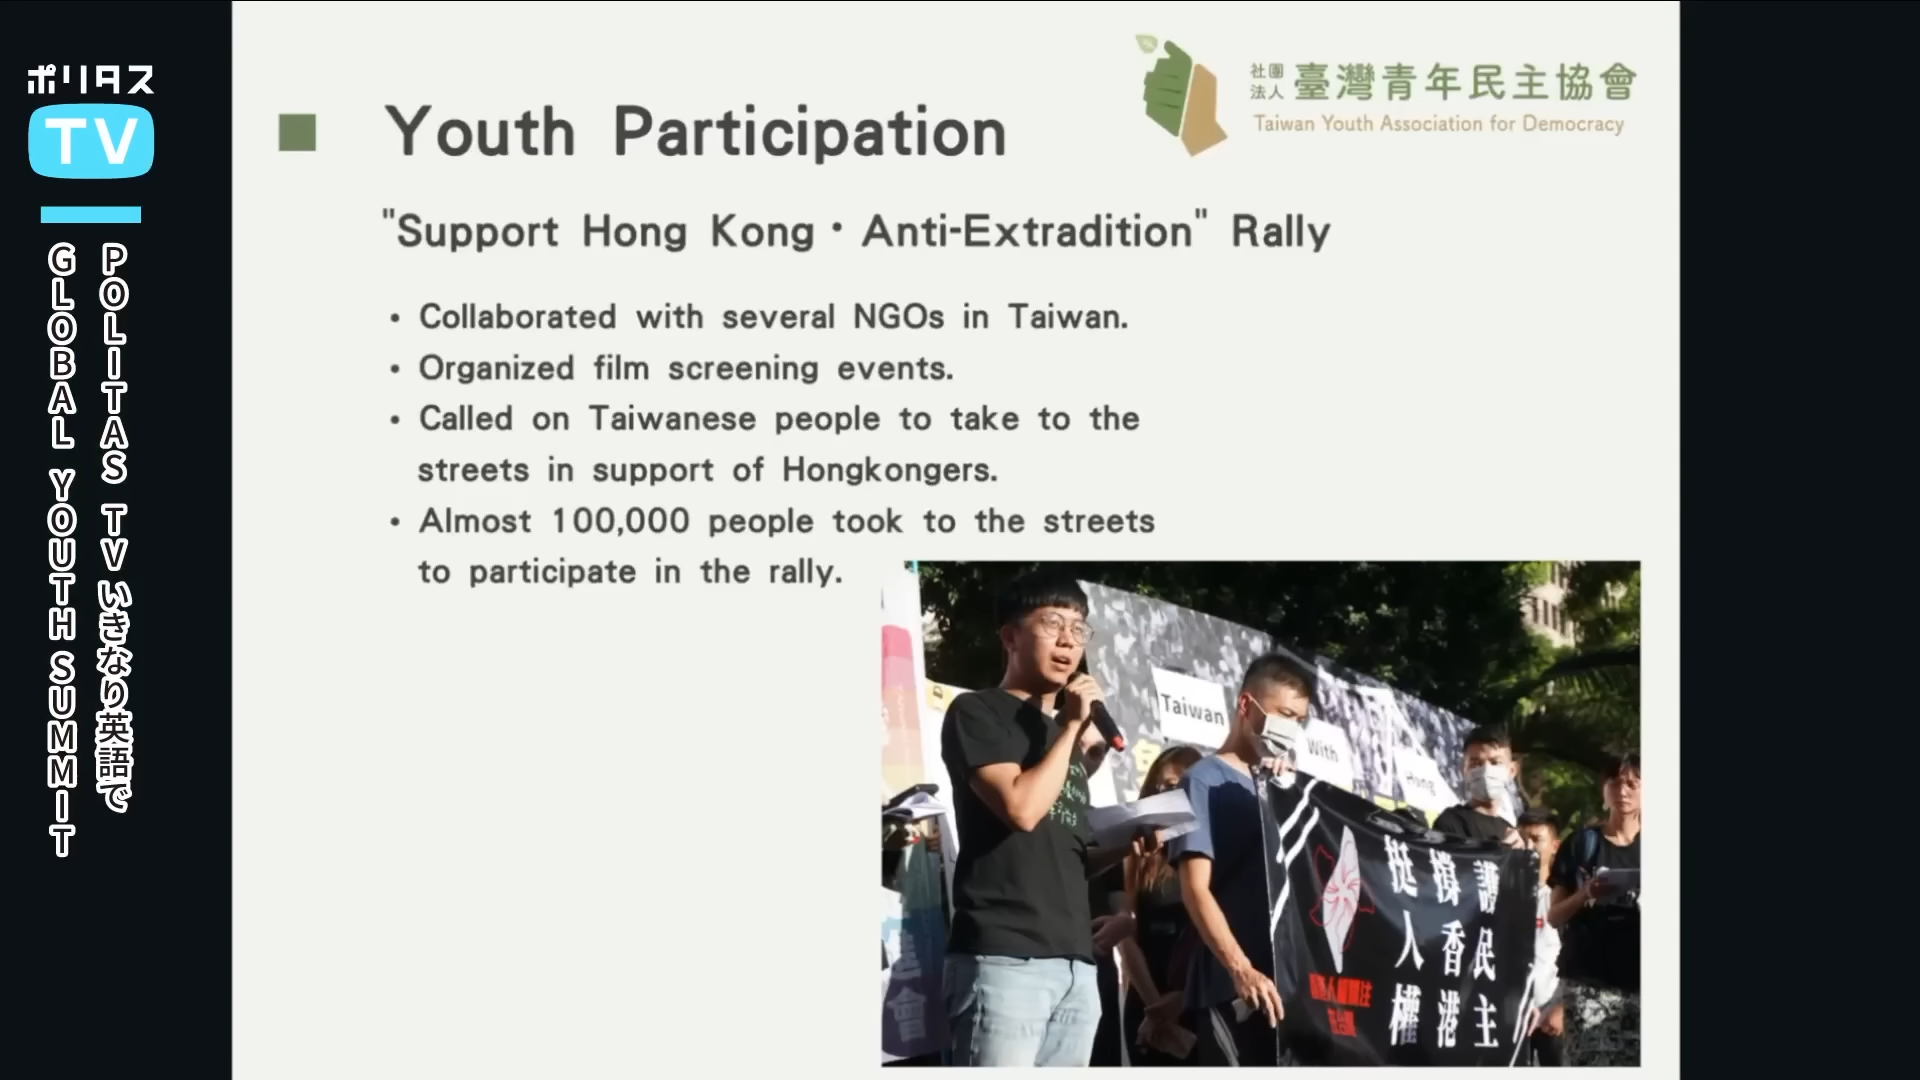 ポリタス
TV
POLITAS TV いきなり英語で
GLOBAL YOUTH SUMMIT
Youth Participation
社團
法人
臺灣青年民主協會
Taiwan Youth Association for Democracy
"Support Hong Kong・Anti-Extradition" Rally
• Collaborated with several NGOs in Taiwan.
• Organized film screening events.
• Called on Taiwanese people to take to the
streets in support of Hongkongers.
• Almost 100,000 people took to the streets
to participate in the rally.
Taiwan
With
Hong
護民主
撐香港
挺人權